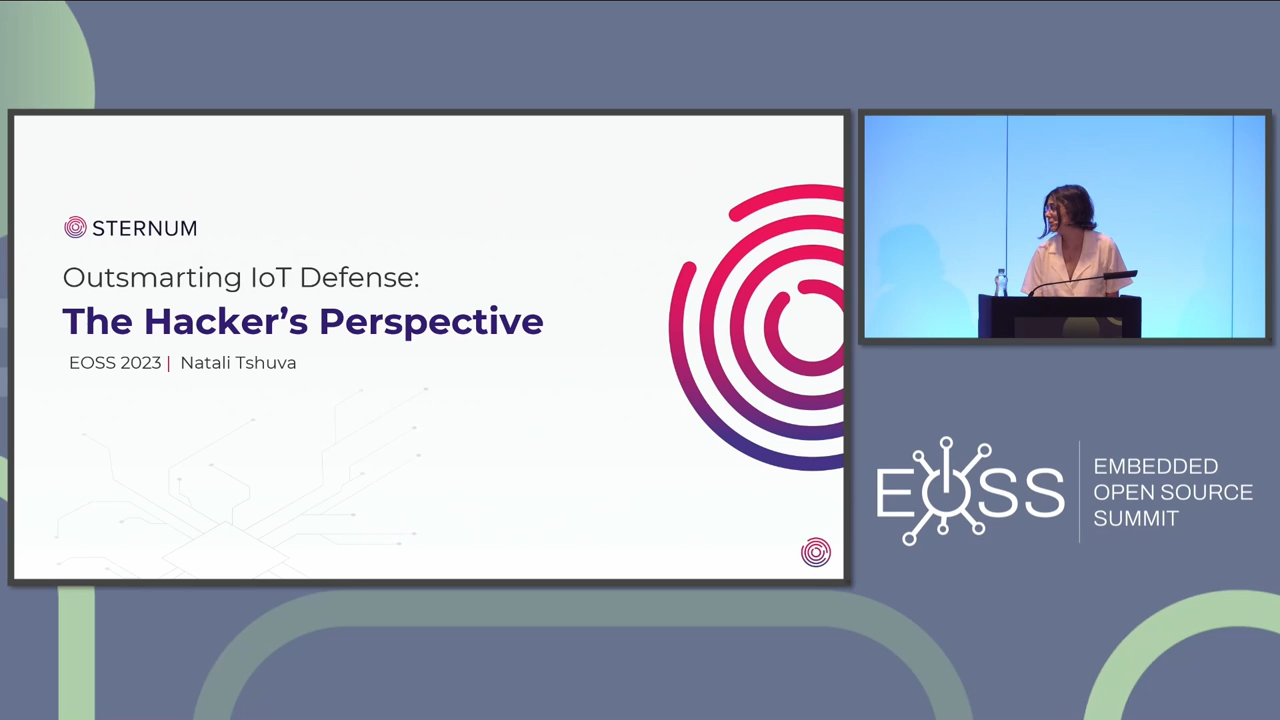 STERNUM
Outsmarting IoT Defense:
The Hacker's Perspective
EOSS 2023 | Natali Tshuva
EOSS
EMBEDDED
OPEN SOURCE
SUMMIT